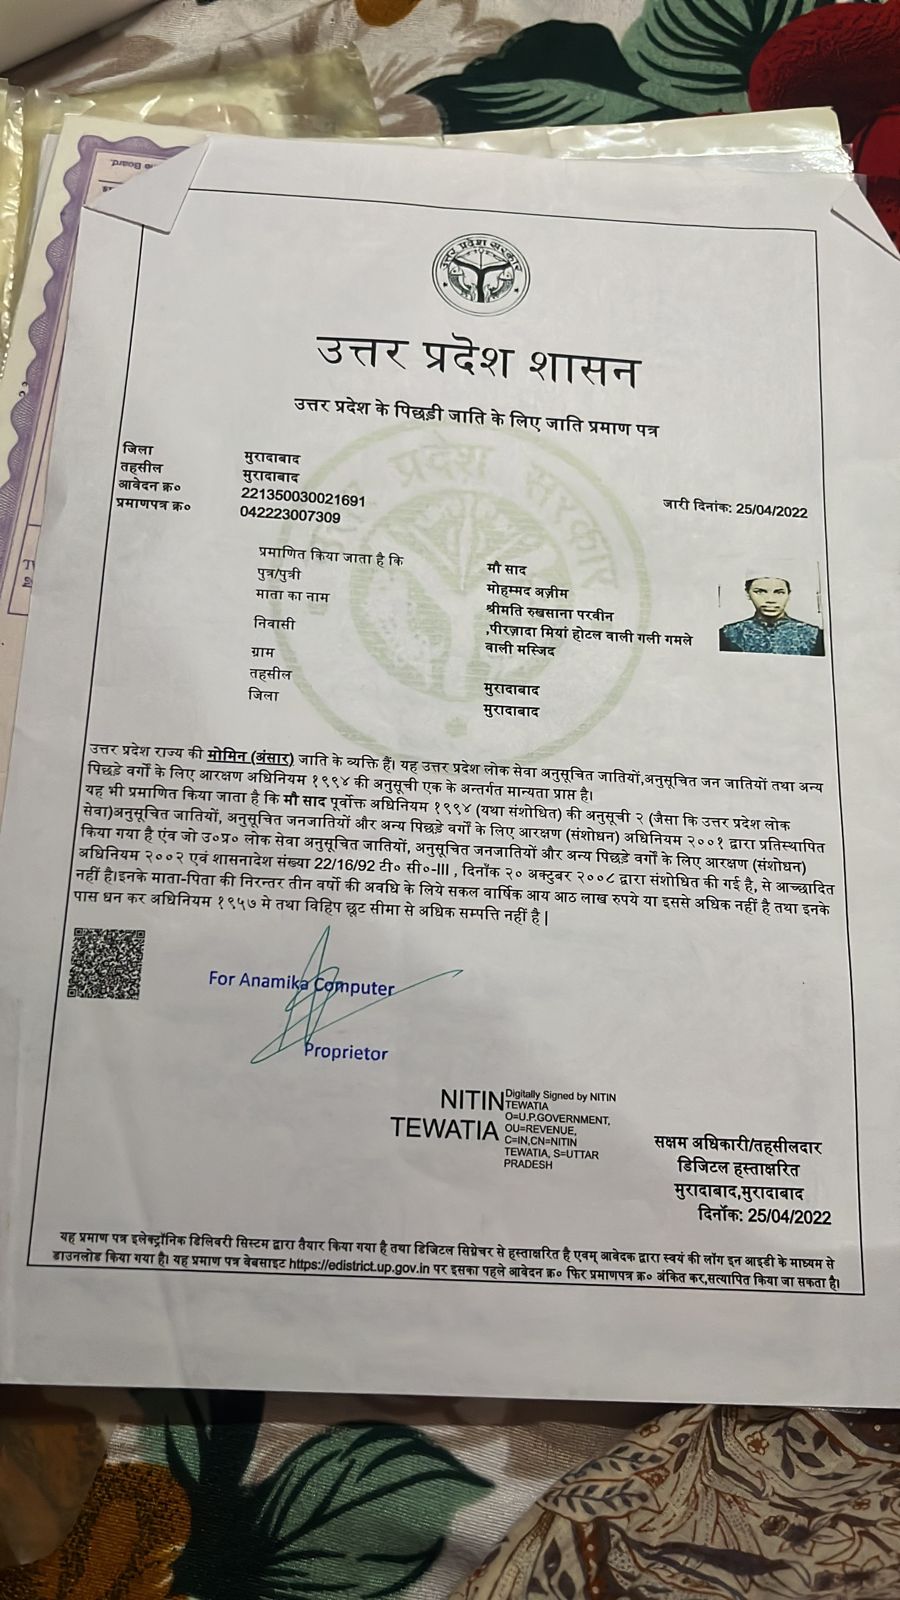 उत्तर प्रदेश सरकार
उत्तर प्रदेश शासन
उत्तर प्रदेश के पिछड़ी जाति के लिए जाति प्रमाण पत्र
जिला मुरादाबाद
तहसील मुरादाबाद
आवेदन क्र० 221350030021691
प्रमाणपत्र क्र० 042223007309
जारी दिनांक: 25/04/2022
प्रमाणित किया जाता है कि मौ साद
पुत्र/पुत्री मोहम्मद अज़ीम
माता का नाम श्रीमति रुखसाना परवीन
निवासी ,पीरज़ादा मियां होटल वाली गली गमले
वाली मस्जिद
ग्राम
तहसील मुरादाबाद
जिला मुरादाबाद
उत्तर प्रदेश राज्य की मोमिन (अंसार) जाति के व्यक्ति हैं। यह उत्तर प्रदेश लोक सेवा अनुसूचित जातियों,अनुसूचित जन जातियों तथा अन्य
पिछड़े वर्गों के लिए आरक्षण अधिनियम १९९४ की अनुसूची एक के अन्तर्गत मान्यता प्राप्त है।
यह भी प्रमाणित किया जाता है कि मौ साद पूर्वोक्त अधिनियम १९९४ (यथा संशोधित) की अनुसूची २ (जैसा कि उत्तर प्रदेश लोक
सेवा)अनुसूचित जातियों, अनुसूचित जनजातियों और अन्य पिछड़े वर्गों के लिए आरक्षण (संशोधन) अधिनियम २००१ द्वारा प्रतिस्थापित
किया गया है एंव जो उ०प्र० लोक सेवा अनुसूचित जातियों, अनुसूचित जनजातियों और अन्य पिछड़े वर्गों के लिए आरक्षण (संशोधन)
अधिनियम २००२ एवं शासनादेश संख्या 22/16/92 टी० सी०-III , दिनाँक २० अक्टुबर २००८ द्वारा संशोधित की गई है, से आच्छादित
नहीं है।इनके माता-पिता की निरन्तर तीन वर्षो की अवधि के लिये सकल वार्षिक आय आठ लाख रुपये या इससे अधिक नहीं है तथा इनके
पास धन कर अधिनियम १९५७ मे तथा विहिप छूट सीमा से अधिक सम्पत्ति नहीं है |
For Anamika Computer
Proprietor
NITIN
TEWATIA
Digitally Signed by NITIN
TEWATIA
O=U.P.GOVERNMENT,
OU=REVENUE,
C=IN,CN=NITIN
TEWATIA, S=UTTAR
PRADESH
सक्षम अधिकारी/तहसीलदार
डिजिटल हस्ताक्षरित
मुरादाबाद,मुरादाबाद
दिनाँक: 25/04/2022
यह प्रमाण पत्र इलेक्ट्रॉनिक डिलिवरी सिस्टम द्वारा तैयार किया गया है तथा डिजिटल सिग्नेचर से हस्ताक्षरित है एवम् आवेदक द्वारा स्वयं की लॉग इन आइडी के माध्यम से
डाउनलोड किया गया है। यह प्रमाण पत्र वेबसाइट https://edistrict.up.gov.in पर इसका पहले आवेदन क्र० फिर प्रमाणपत्र क्र० अंकित कर,सत्यापित किया जा सकता है।